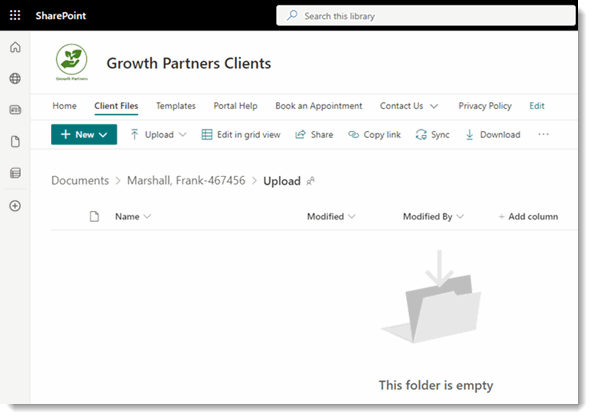 SharePoint
Search this library
Growth Partners
Growth Partners Clients
Home Client Files Templates Portal Help Book an Appointment Contact Us Privacy Policy Edit
+ New Upload Edit in grid view Share Copy link Sync Download ...
Documents > Marshall, Frank-467456 > Upload
Name Modified Modified By + Add column
This folder is empty